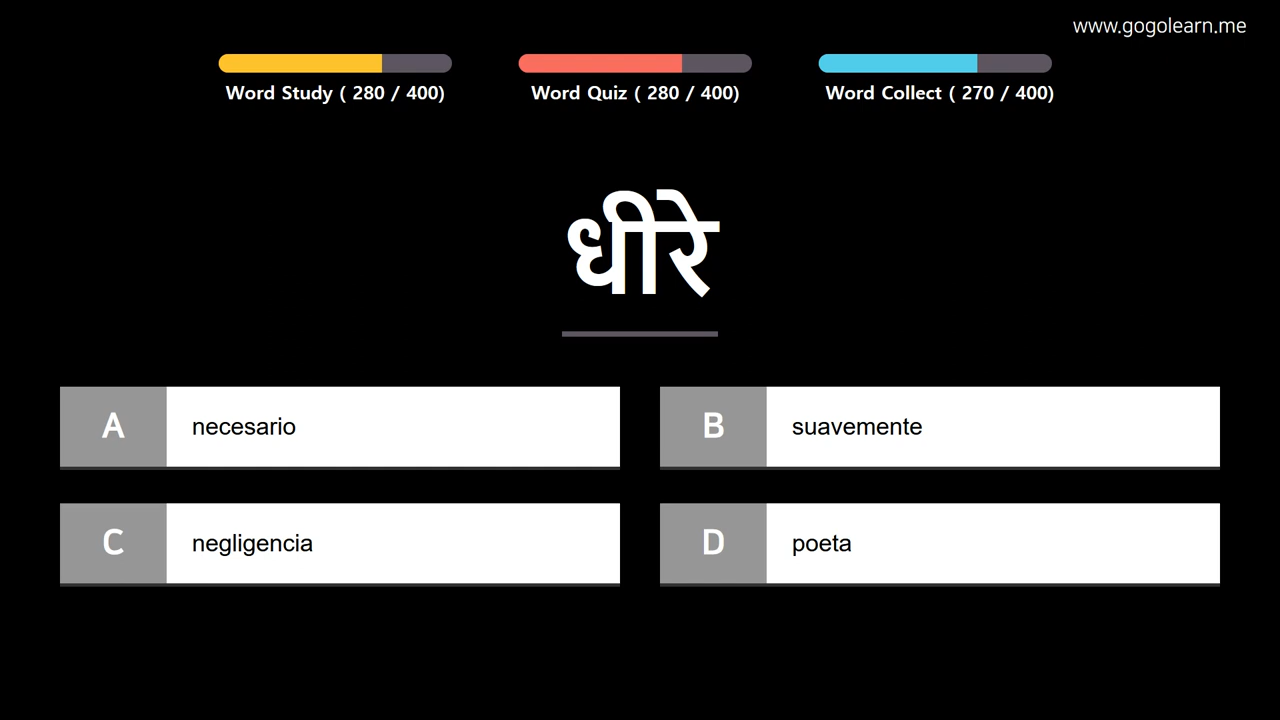 www.gogolearn.me
Word Study ( 280 / 400)
Word Quiz ( 280 / 400)
Word Collect ( 270 / 400)
धीरे
A necesario
B suavemente
C negligencia
D poeta